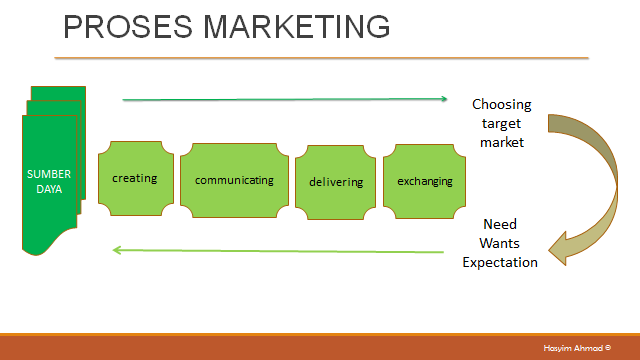 PROSES MARKETING
SUMBER
DAYA
creating
communicating
delivering
exchanging
Choosing
target
market
Need
Wants
Expectation
Hasyim Ahmad ©